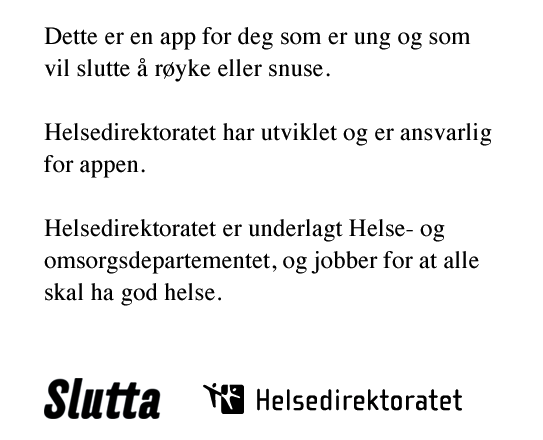 Dette er en app for deg som er ung og som
vil slutte å røyke eller snuse.
Helsedirektoratet har utviklet og er ansvarlig
for appen.
Helsedirektoratet er underlagt Helse- og
omsorgsdepartementet, og jobber for at alle
skal ha god helse.
Slutta Helsedirektoratet